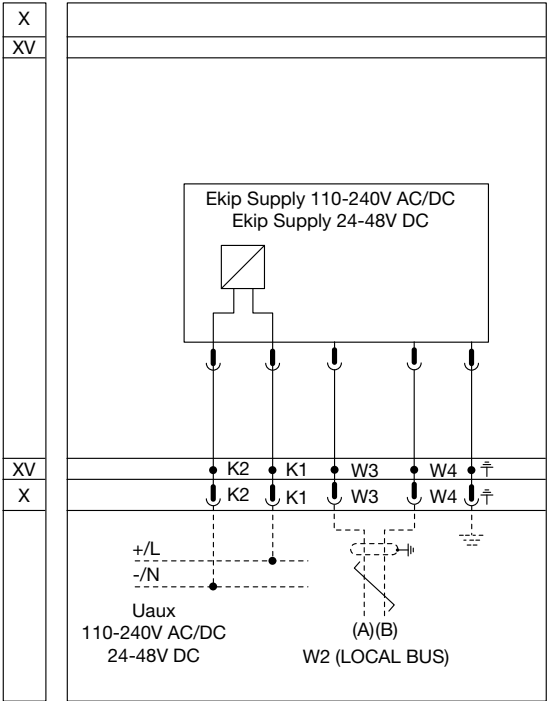 X
XV
Ekip Supply 110-240V AC/DC
Ekip Supply 24-48V DC
XV K2 K1 W3 W4
X K2 K1 W3 W4
+/L
-/N
Uaux
110-240V AC/DC
24-48V DC
(A)(B)
W2 (LOCAL BUS)